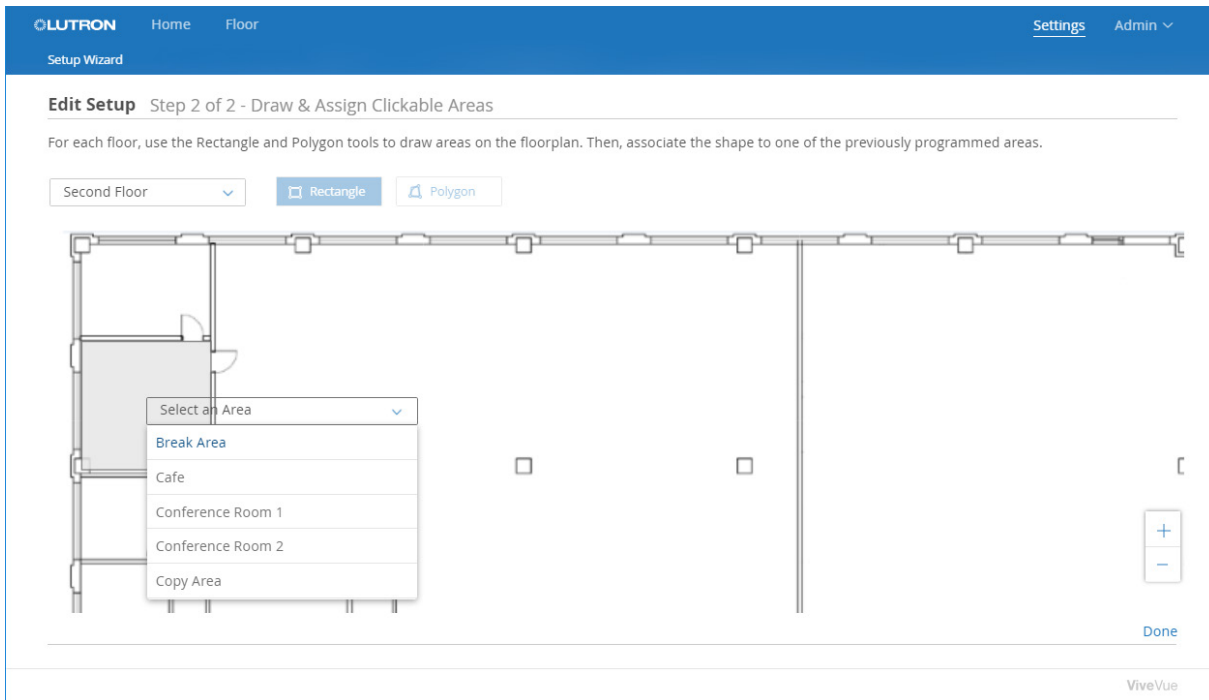 LUTRON Home Floor Settings Admin
Setup Wizard
Edit Setup Step 2 of 2 - Draw & Assign Clickable Areas
For each floor, use the Rectangle and Polygon tools to draw areas on the floorplan. Then, associate the shape to one of the previously programmed areas.
Second Floor Rectangle Polygon
Select an Area
Break Area
Cafe
Conference Room 1
Conference Room 2
Copy Area
+
−
Done
ViveVue